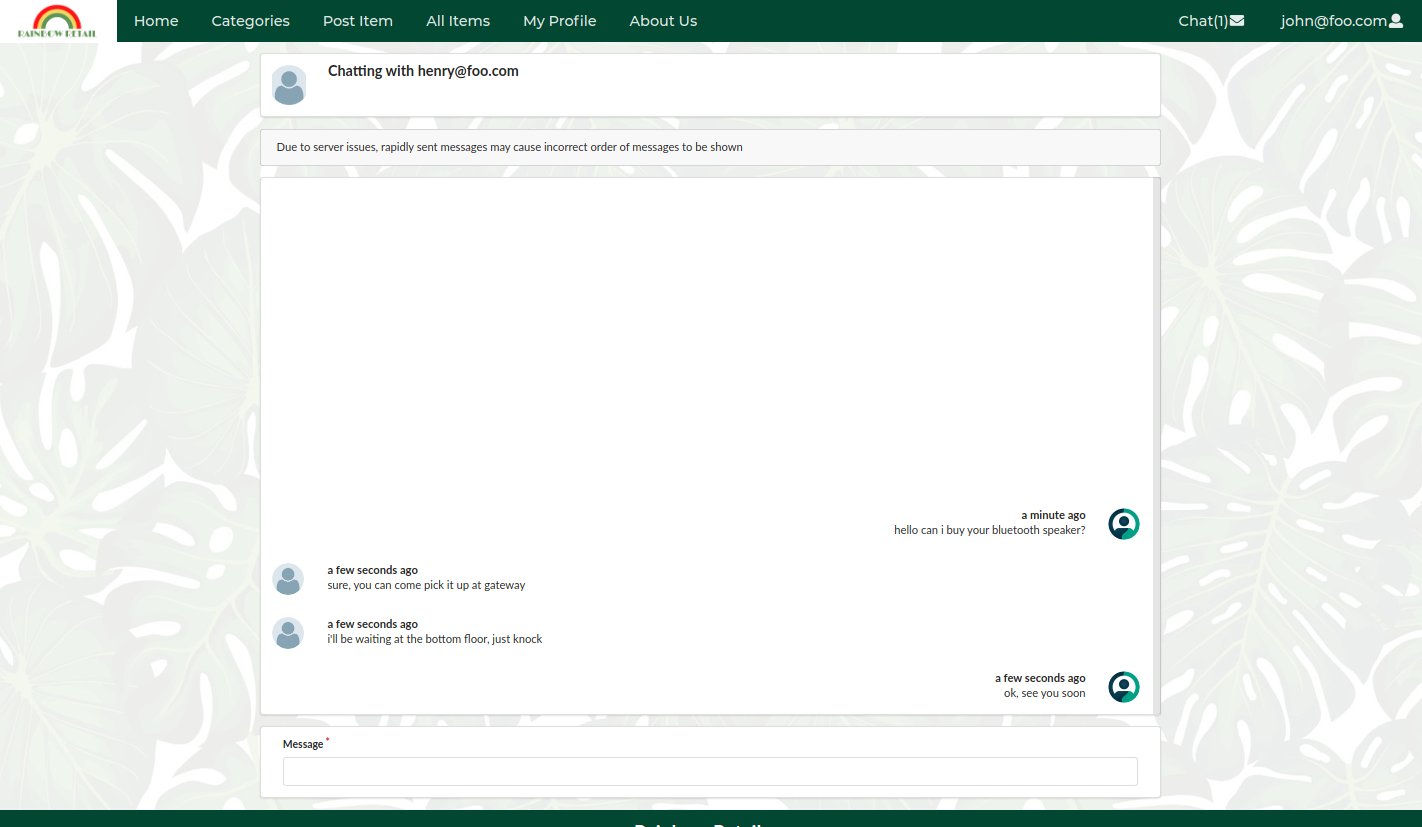 RAINBOW RETAIL
Home Categories Post Item All Items My Profile About Us Chat(1) john@foo.com
Chatting with henry@foo.com
Due to server issues, rapidly sent messages may cause incorrect order of messages to be shown
a minute ago
hello can i buy your bluetooth speaker?
a few seconds ago
sure, you can come pick it up at gateway
a few seconds ago
i'll be waiting at the bottom floor, just knock
a few seconds ago
ok, see you soon
Message *
Rainbow Retail